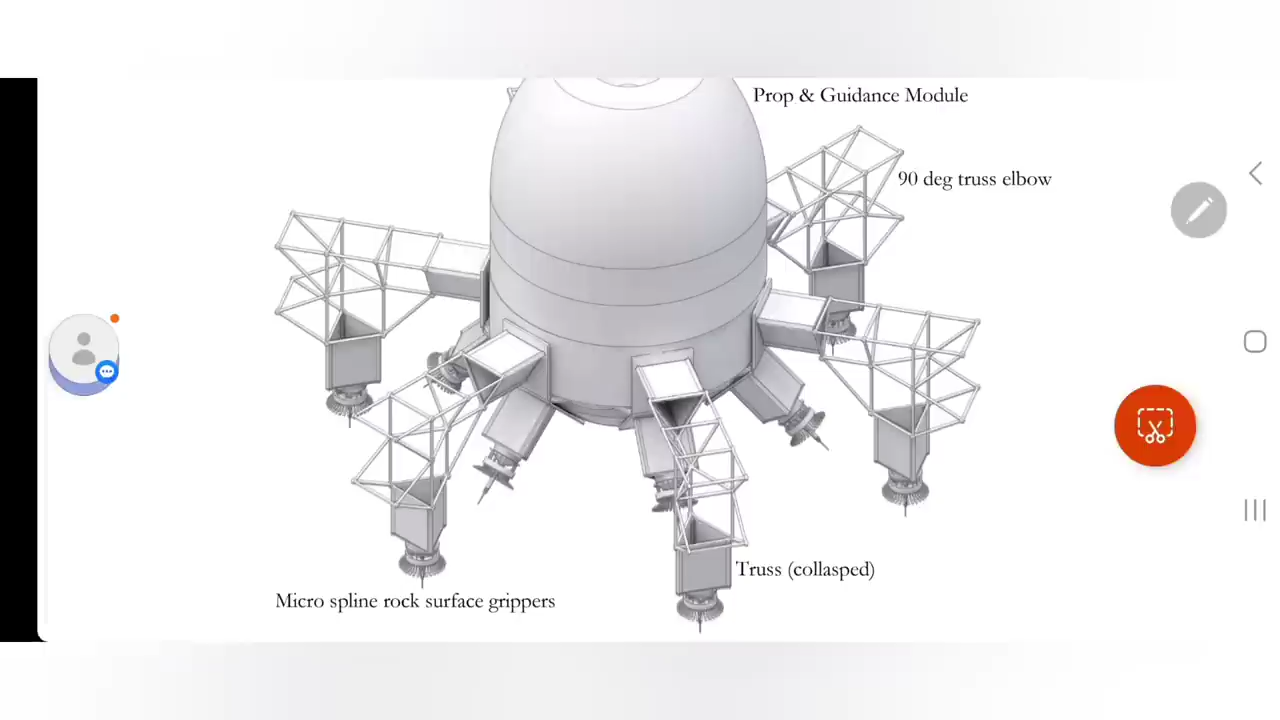 Prop & Guidance Module
90 deg truss elbow
Truss (collasped)
Micro spline rock surface grippers